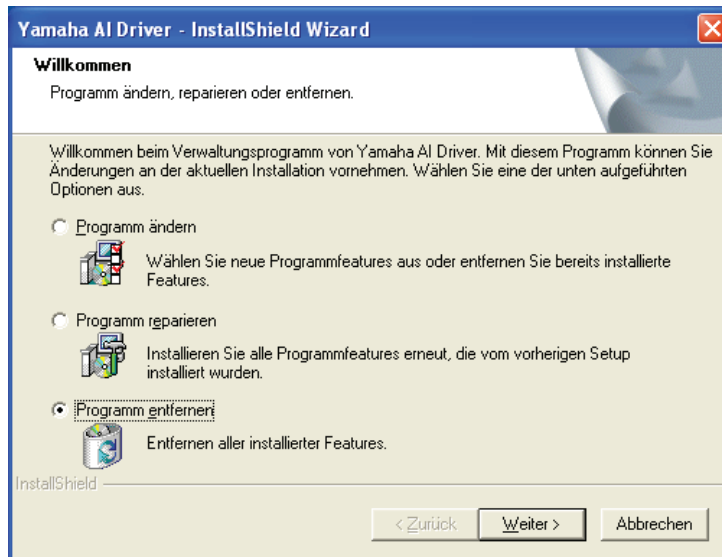 Yamaha AI Driver - InstallShield Wizard
Willkommen
Programm ändern, reparieren oder entfernen.
Willkommen beim Verwaltungsprogramm von Yamaha AI Driver. Mit diesem Programm können Sie
Änderungen an der aktuellen Installation vornehmen. Wählen Sie eine der unten aufgeführten
Optionen aus.
Programm ändern
Wählen Sie neue Programmfeatures aus oder entfernen Sie bereits installierte
Features.
Programm reparieren
Installieren Sie alle Programmfeatures erneut, die vom vorherigen Setup
installiert wurden.
Programm entfernen
Entfernen aller installierter Features.
InstallShield
< Zurück Weiter > Abbrechen